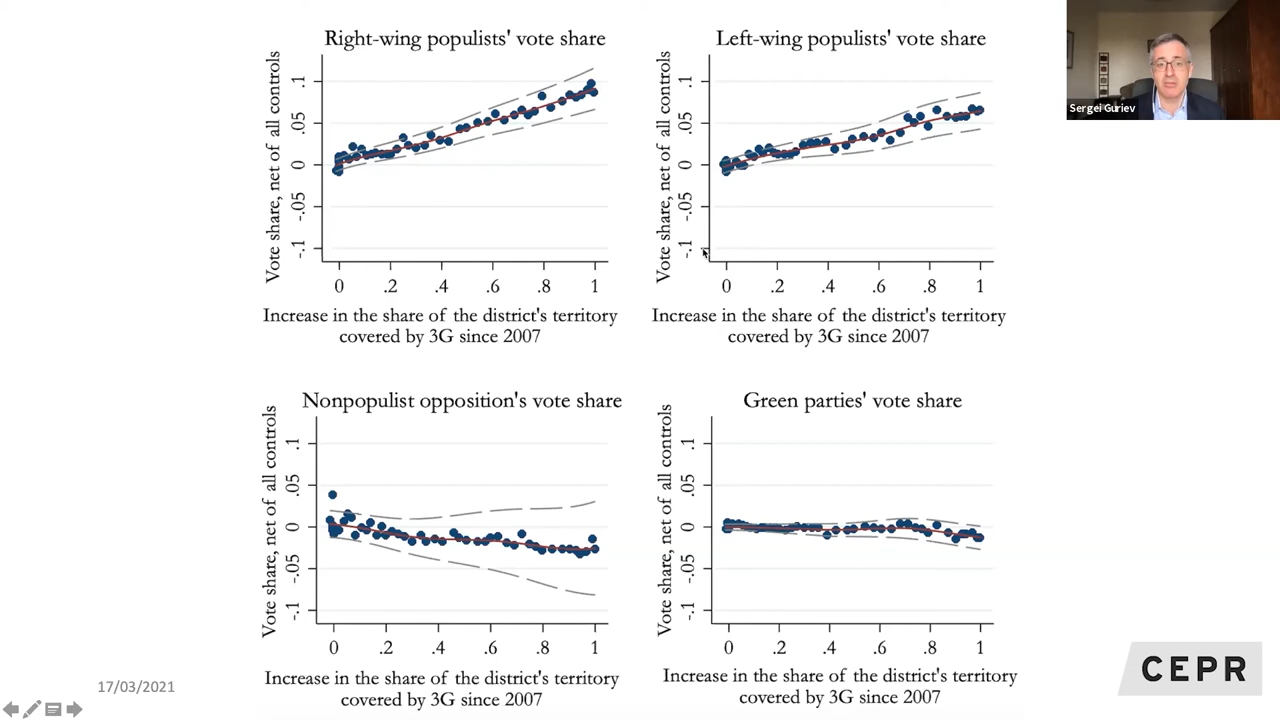 Right-wing populists' vote share
Vote share, net of all controls
.1
.05
0
-.05
-.1
0 .2 .4 .6 .8 1
Increase in the share of the district's territory
covered by 3G since 2007
Left-wing populists' vote share
Vote share, net of all controls
.1
.05
0
-.05
-.1
0 .2 .4 .6 .8 1
Increase in the share of the district's territory
covered by 3G since 2007
Sergei Guriev
Nonpopulist opposition's vote share
Vote share, net of all controls
.1
.05
0
-.05
-.1
0 .2 .4 .6 .8 1
Increase in the share of the district's territory
covered by 3G since 2007
Green parties' vote share
Vote share, net of all controls
.1
.05
0
-.05
-.1
0 .2 .4 .6 .8 1
Increase in the share of the district's territory
covered by 3G since 2007
17/03/2021
CEPR